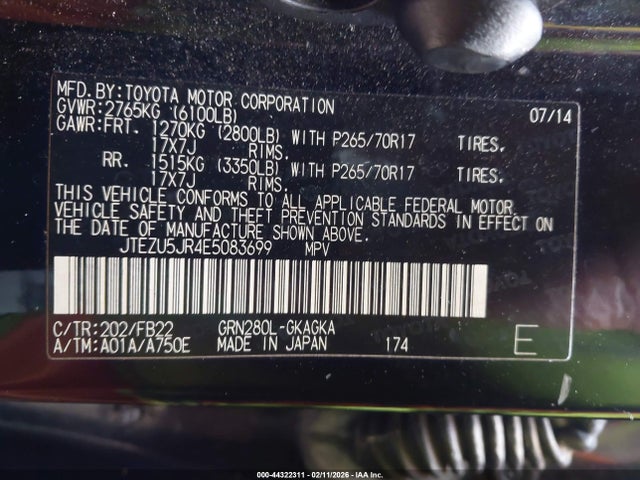 MFD.BY:TOYOTA MOTOR CORPORATION 07/14
GVWR:2765KG (6100LB)
GAWR:FRT. 1270KG (2800LB) WITH P265/70R17 TIRES.
17X7J RIMS.
RR. 1515KG (3350LB) WITH P265/70R17 TIRES.
17X7J RIMS.
THIS VEHICLE CONFORMS TO ALL APPLICABLE FEDERAL MOTOR
VEHICLE SAFETY AND THEFT PREVENTION STANDARDS IN EFFECT ON
THE DATE OF MANUFACTURE SHOWN ABOVE.
JTEZU5JR4E5083699 MPV
C/TR:202/FB22 GRN280L-GKAGKA
A/TM:A01A/A750E MADE IN JAPAN 174 E
000-44322311 - 02/11/2026 - IAA Inc.